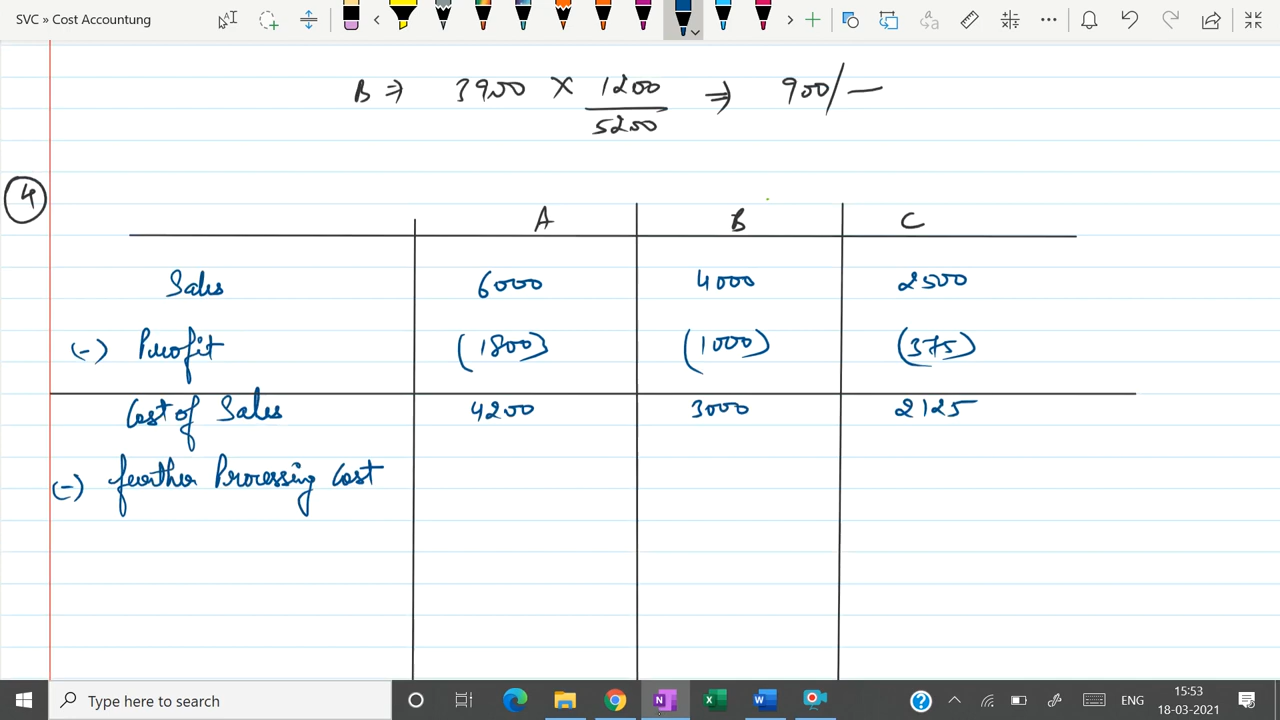 SVC » Cost Accountung
B ⇒ 3900 × 1200/5200 ⇒ 900/—
4
A B C
Sales 6000 4000 2500
(-) Profit (1800) (1000) (375)
Cost of Sales 4200 3000 2125
(-) further Processing Cost
Type here to search
ENG
15:53
18-03-2021